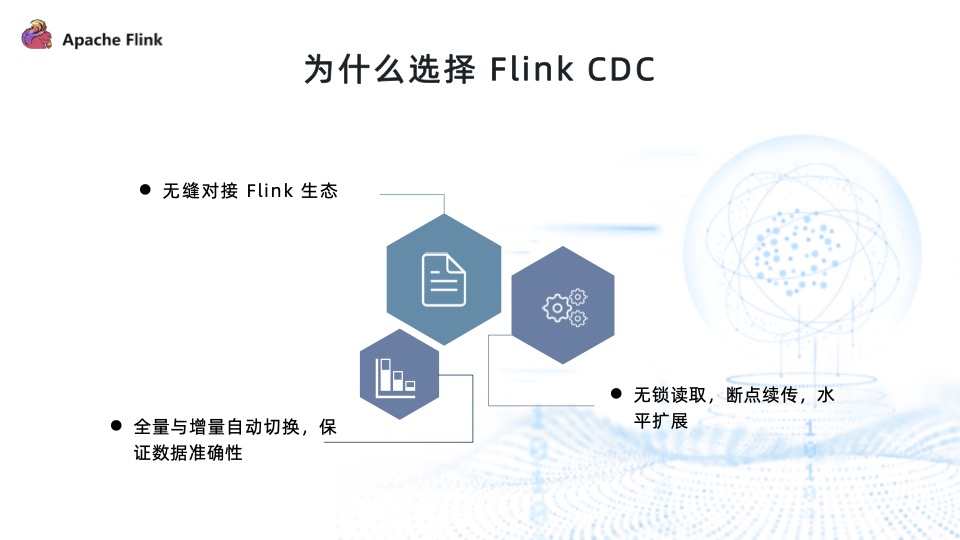 Apache Flink
为什么选择 Flink CDC
无缝对接 Flink 生态
无锁读取，断点续传，水
平扩展
全量与增量自动切换，保
证数据准确性